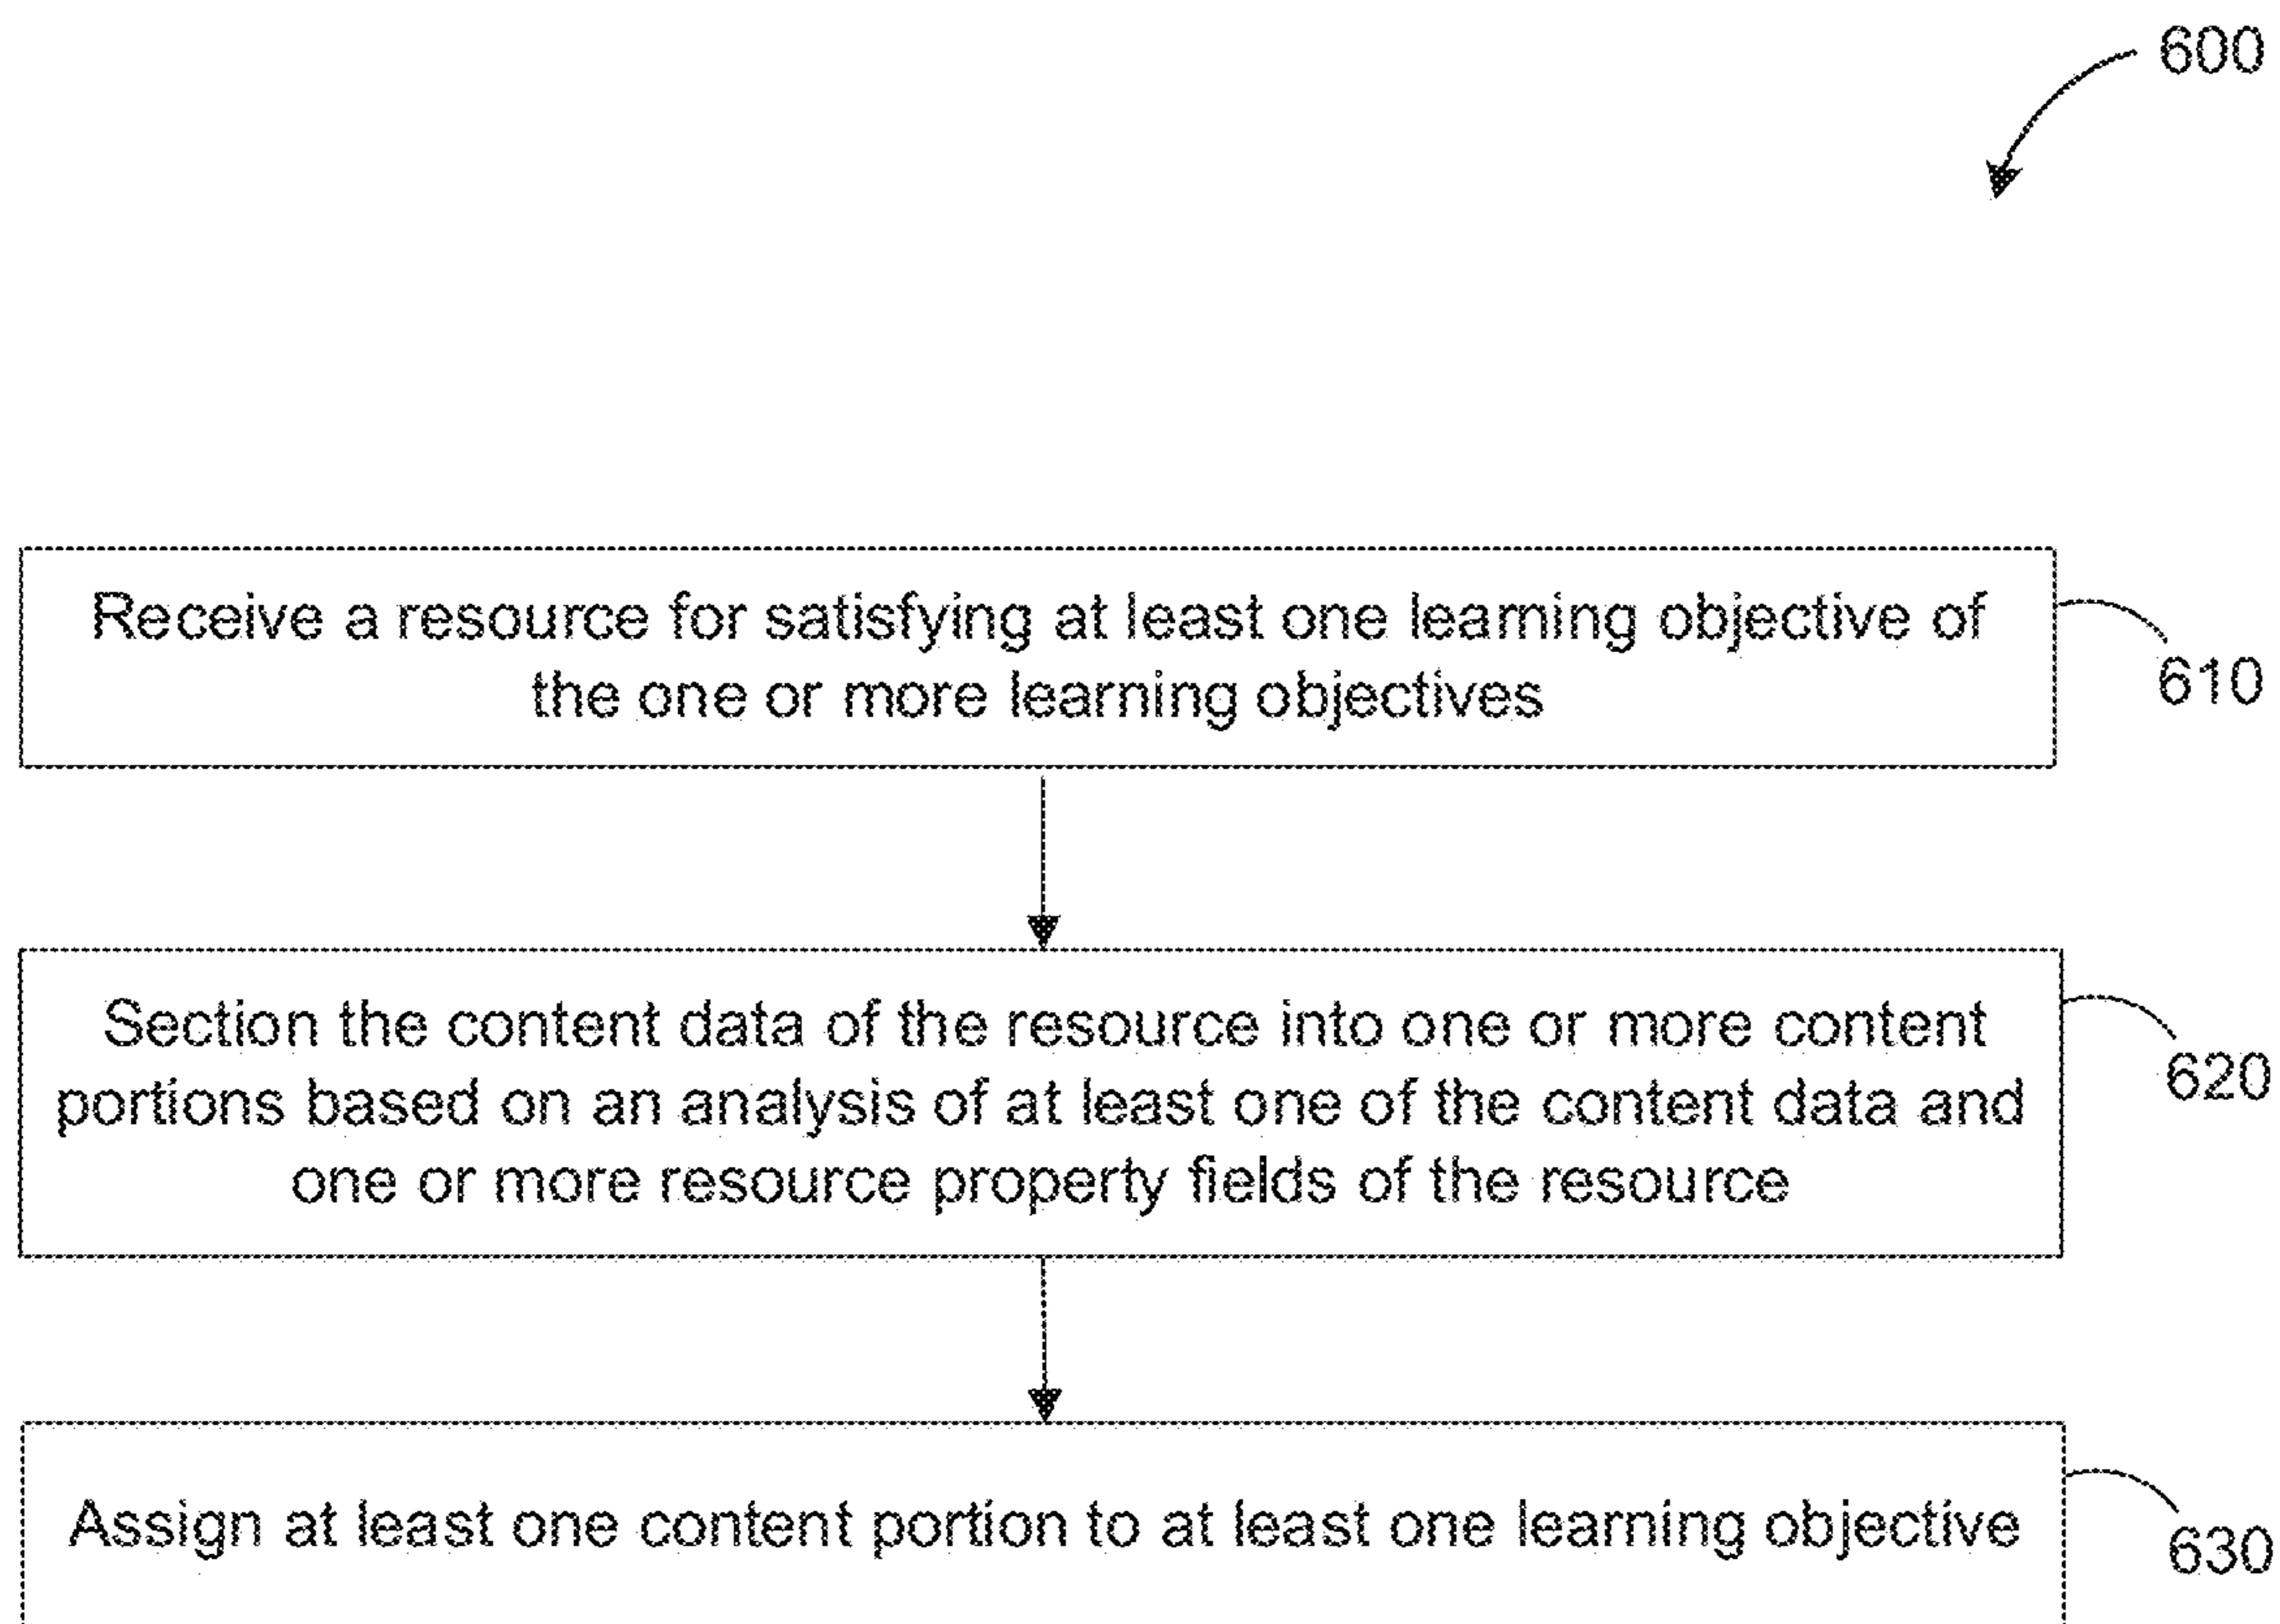 600
Receive a resource for satisfying at least one learning objective of
the one or more learning objectives
610
Section the content data of the resource into one or more content
portions based on an analysis of at least one of the content data and
one or more resource property fields of the resource
620
Assign at least one content portion to at least one learning objective
630